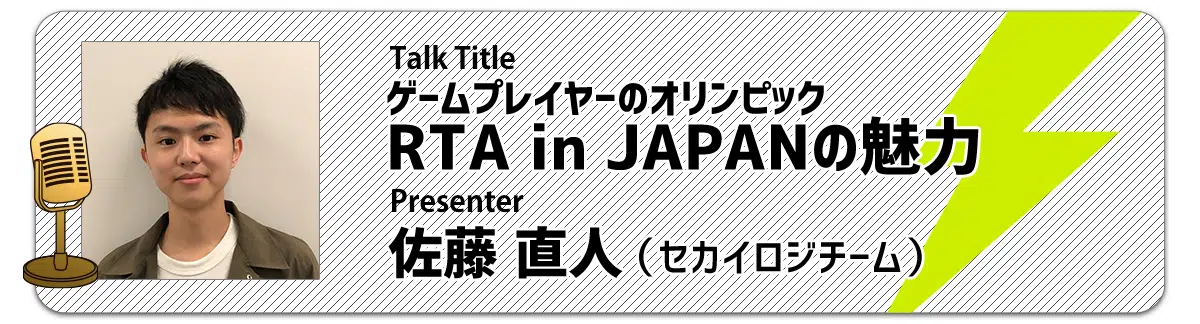 Talk Title
ゲームプレイヤーのオリンピック
RTA in JAPANの魅力
Presenter
佐藤 直人（セカイロジチーム）